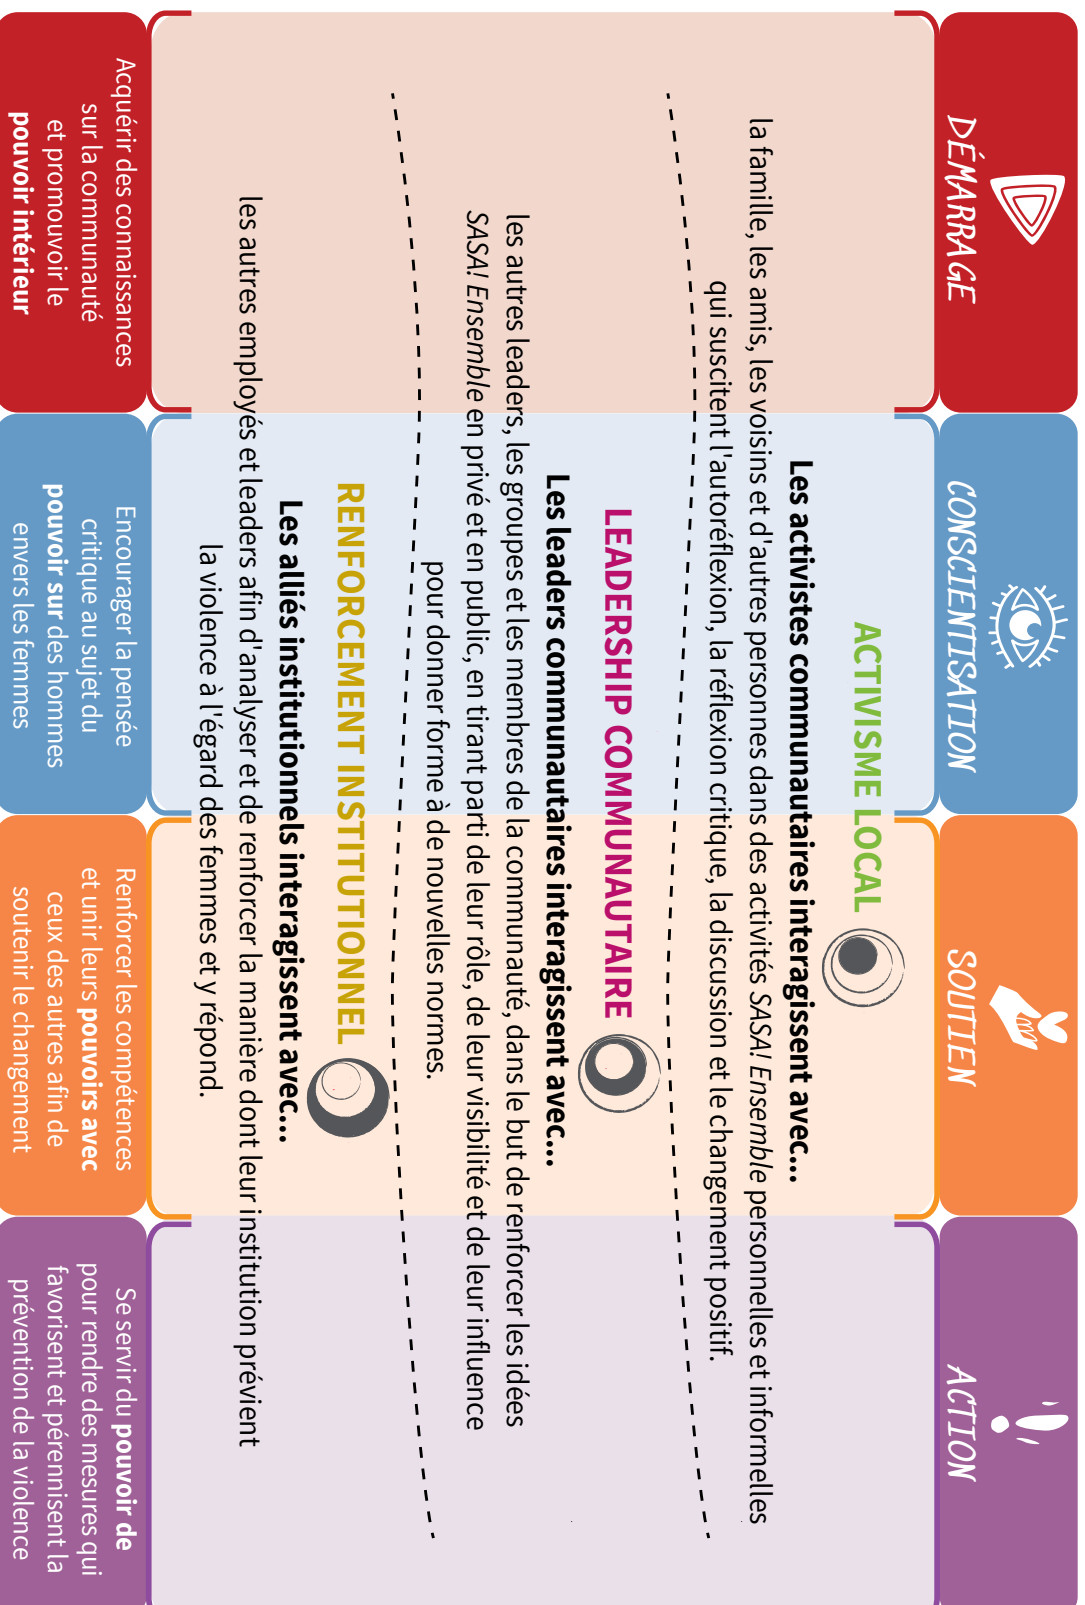 DÉMARRAGE
CONSCIENTISATION
SOUTIEN
ACTION
ACTIVISME LOCAL
Les activistes communautaires interagissent avec...
la famille, les amis, les voisins et d'autres personnes dans des activités SASA! Ensemble personnelles et informelles
qui suscitent l'autoréflexion, la réflexion critique, la discussion et le changement positif.
LEADERSHIP COMMUNAUTAIRE
Les leaders communautaires interagissent avec...
les autres leaders, les groupes et les membres de la communauté, dans le but de renforcer les idées
SASA! Ensemble en privé et en public, en tirant parti de leur rôle, de leur visibilité et de leur influence
pour donner forme à de nouvelles normes.
RENFORCEMENT INSTITUTIONNEL
Les alliés institutionnels interagissent avec...
les autres employés et leaders afin d'analyser et de renforcer la manière dont leur institution prévient
la violence à l'égard des femmes et y répond.
Acquérir des connaissances
sur la communauté
et promouvoir le
pouvoir intérieur
Encourager la pensée
critique au sujet du
pouvoir sur des hommes
envers les femmes
Renforcer les compétences
et unir leurs pouvoirs avec
ceux des autres afin de
soutenir le changement
Se servir du pouvoir de
pour rendre des mesures qui
favorisent et pérennisent la
prévention de la violence